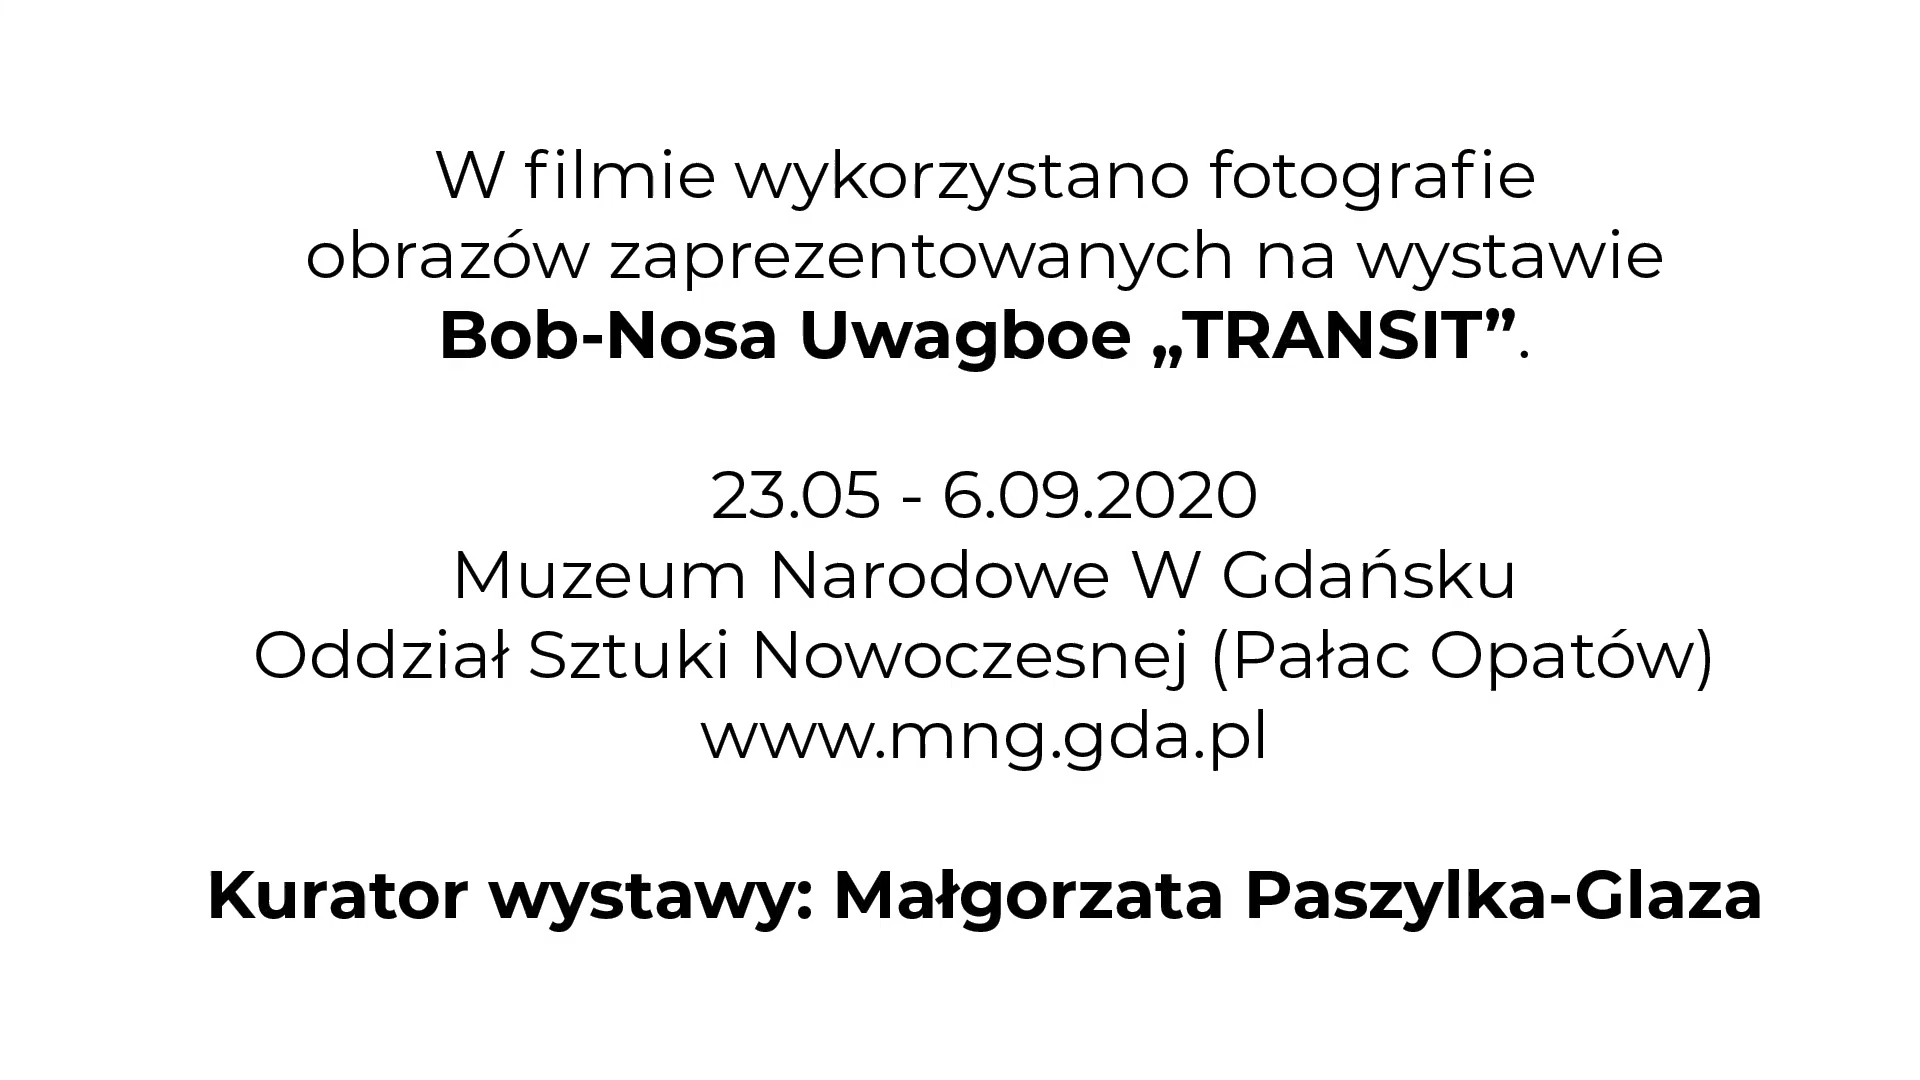 W filmie wykorzystano fotografie
obrazów zaprezentowanych na wystawie
Bob-Nosa Uwagboe „TRANSIT”.
23.05 - 6.09.2020
Muzeum Narodowe W Gdańsku
Oddział Sztuki Nowoczesnej (Pałac Opatów)
www.mng.gda.pl
Kurator wystawy: Małgorzata Paszylka-Glaza